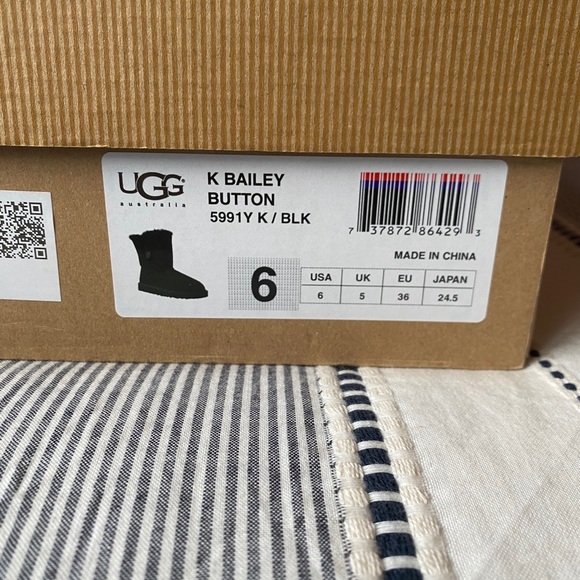 UGG
australia
K BAILEY
BUTTON
5991Y K / BLK
7 37872 86429 3
MADE IN CHINA
6
USA UK EU JAPAN
6 5 36 24.5